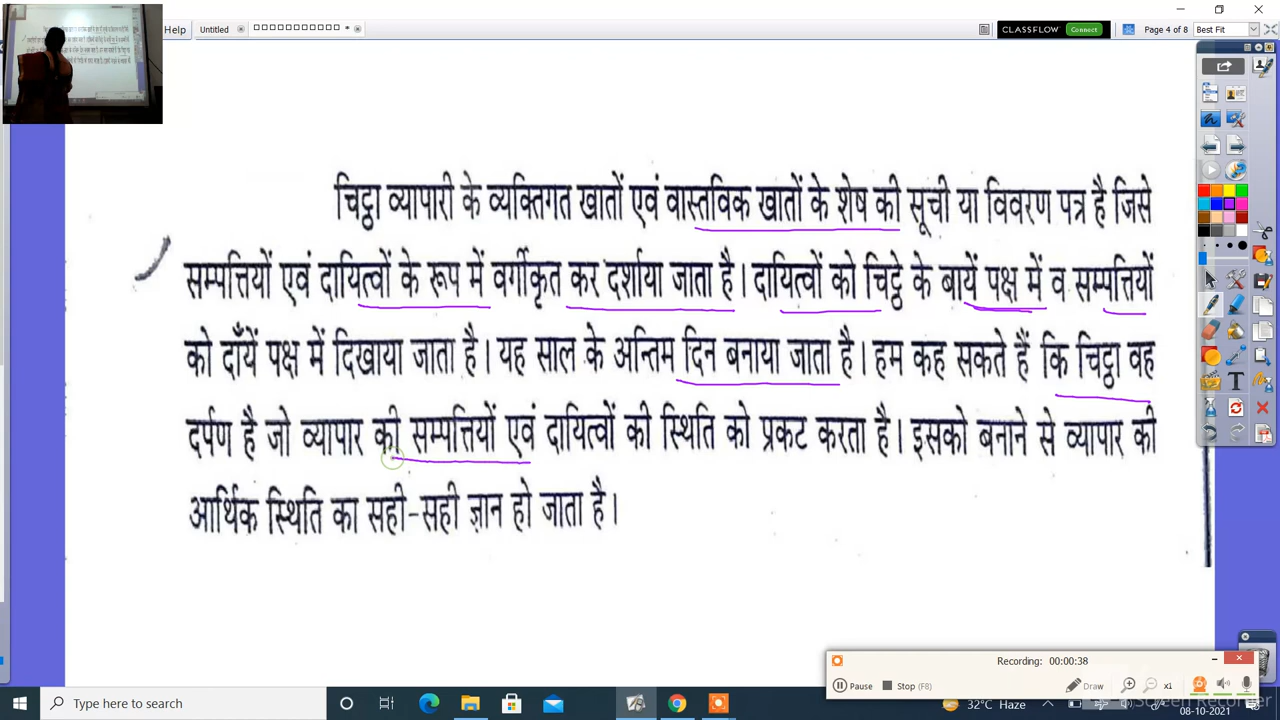 Help
Untitled
CLASSFLOW
Connect
Page 4 of 8
Best Fit
चिट्ठा व्यापारी के व्यक्तिगत खातों एवं वास्तविक खातों के शेष की सूची या विवरण पत्र है जिसे
सम्पत्तियों एवं दायित्वों के रूप में वर्गीकृत कर दर्शाया जाता है। दायित्वों को चिट्ठे के बायें पक्ष में व सम्पत्तियों
को दाँयें पक्ष में दिखाया जाता है। यह साल के अन्तिम दिन बनाया जाता है। हम कह सकते हैं कि चिट्ठा वह
दर्पण है जो व्यापार की सम्पत्तियों एवं दायित्वों की स्थिति को प्रकट करता है। इसको बनाने से व्यापार की
आर्थिक स्थिति का सही-सही ज्ञान हो जाता है।
Recording: 00:00:38
Pause
Stop (F8)
Draw
x1
Screen Recorder
Type here to search
32°C Haze
08-10-2021